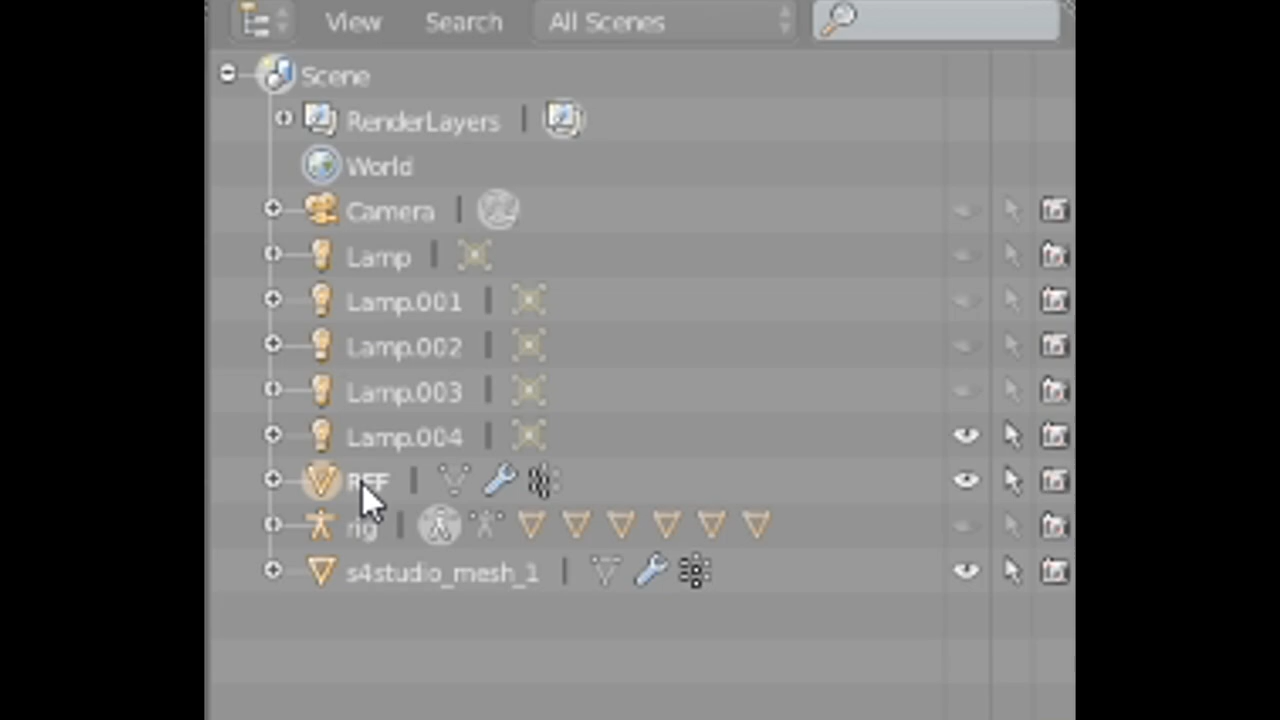 View Search All Scenes
Scene
RenderLayers |
World
Camera |
Lamp |
Lamp.001 |
Lamp.002 |
Lamp.003 |
Lamp.004 |
REF |
rig |
s4studio_mesh_1 |